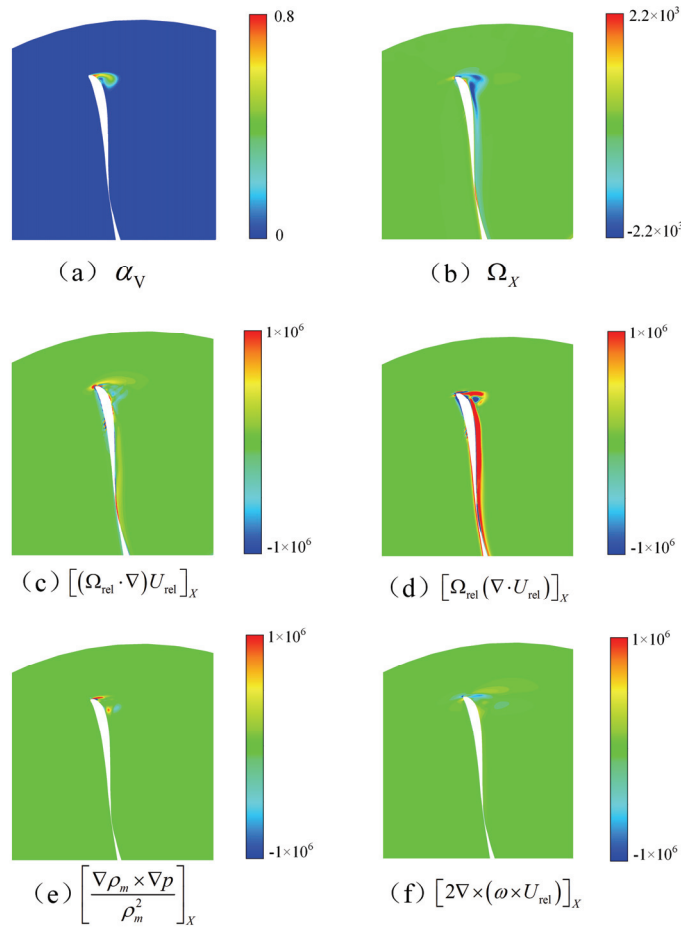 0.8
0
(a) α_V
2.2×10³
-2.2×10³
(b) Ω_X
1×10⁶
-1×10⁶
(c) [(Ω_rel·∇)U_rel]_X
1×10⁶
-1×10⁶
(d) [Ω_rel(∇·U_rel)]_X
1×10⁶
-1×10⁶
(e) [∇ρ_m × ∇p / ρ_m²]_X
1×10⁶
-1×10⁶
(f) [2∇×(ω×U_rel)]_X